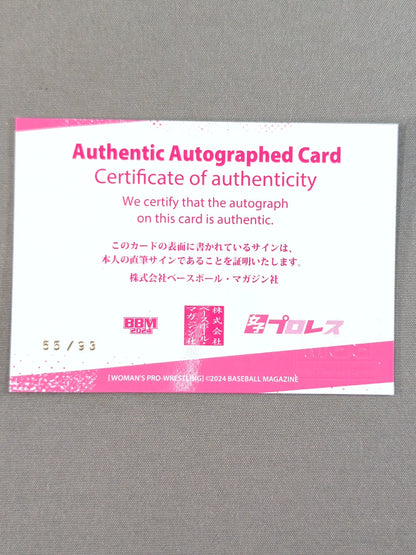 Authentic Autographed Card
Certificate of authenticity
We certify that the autograph
on this card is authentic.
このカードの表面に書かれているサインは、
本人の直筆サインであることを証明いたします。
株式会社ベースボール・マガジン社
BBM
2024
株式会社
ベースボール・
マガジン社
女子プロレス
55/93
[WOMAN'S PRO-WRESTLING] ©2024 BASEBALL MAGAZINE